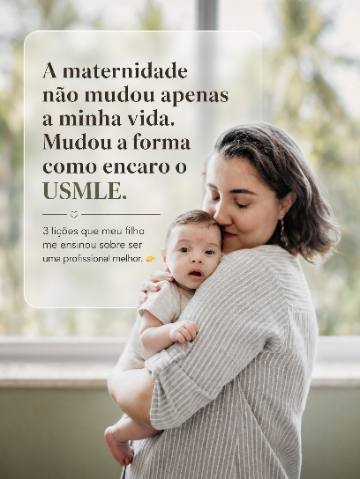 A maternidade
não mudou apenas
a minha vida.
Mudou a forma
como encaro o
USMLE.
3 lições que meu filho
me ensinou sobre ser
uma profissional melhor. 👉